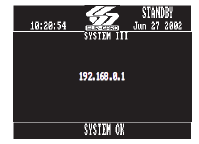 STANDBY
10:20:54
Jun 27 2002
SYSTEM III
192.168.0.1
SYSTEM OK